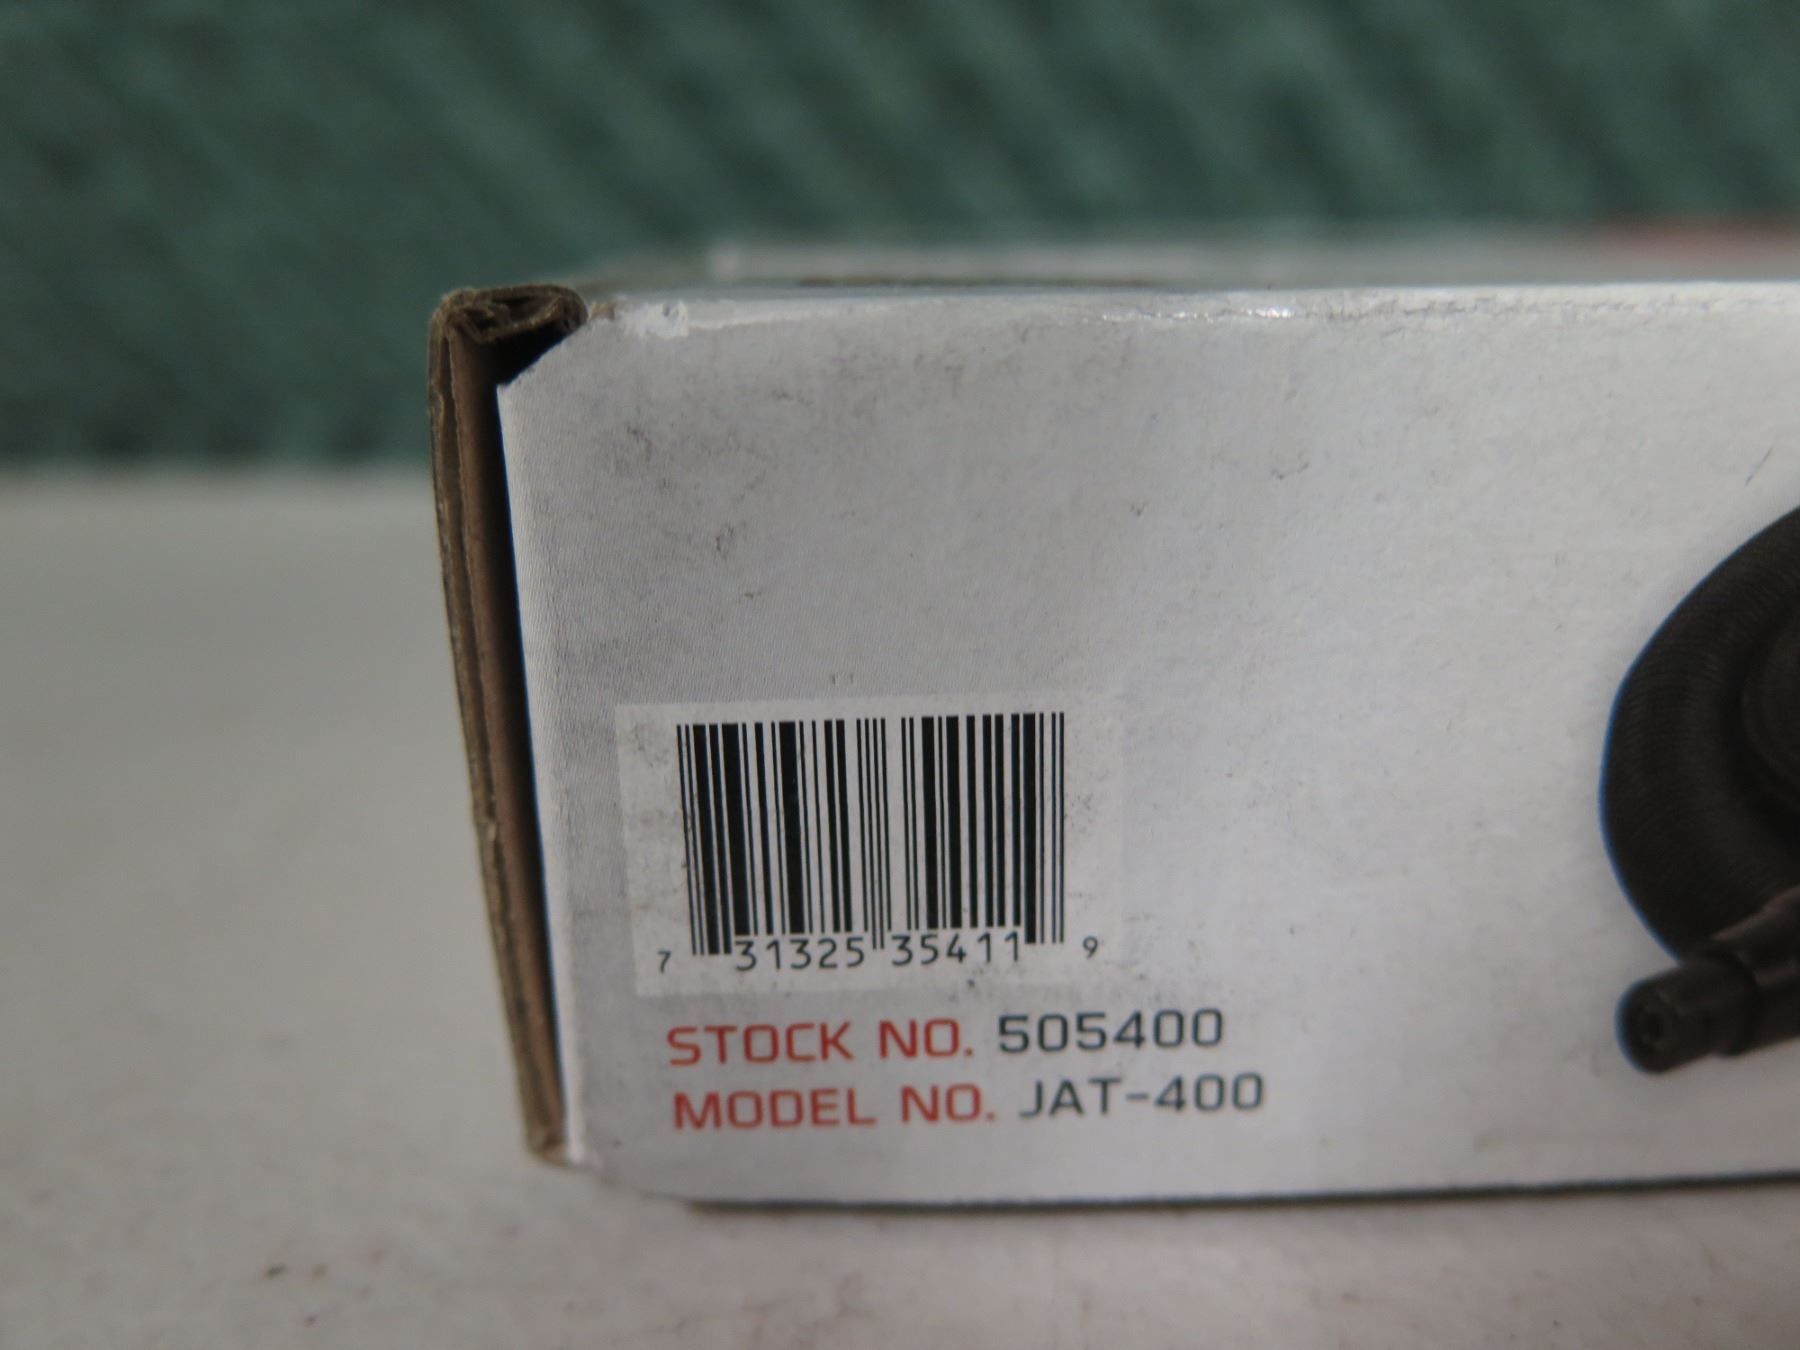 7 31325 35411 9
STOCK NO. 505400
MODEL NO. JAT-400